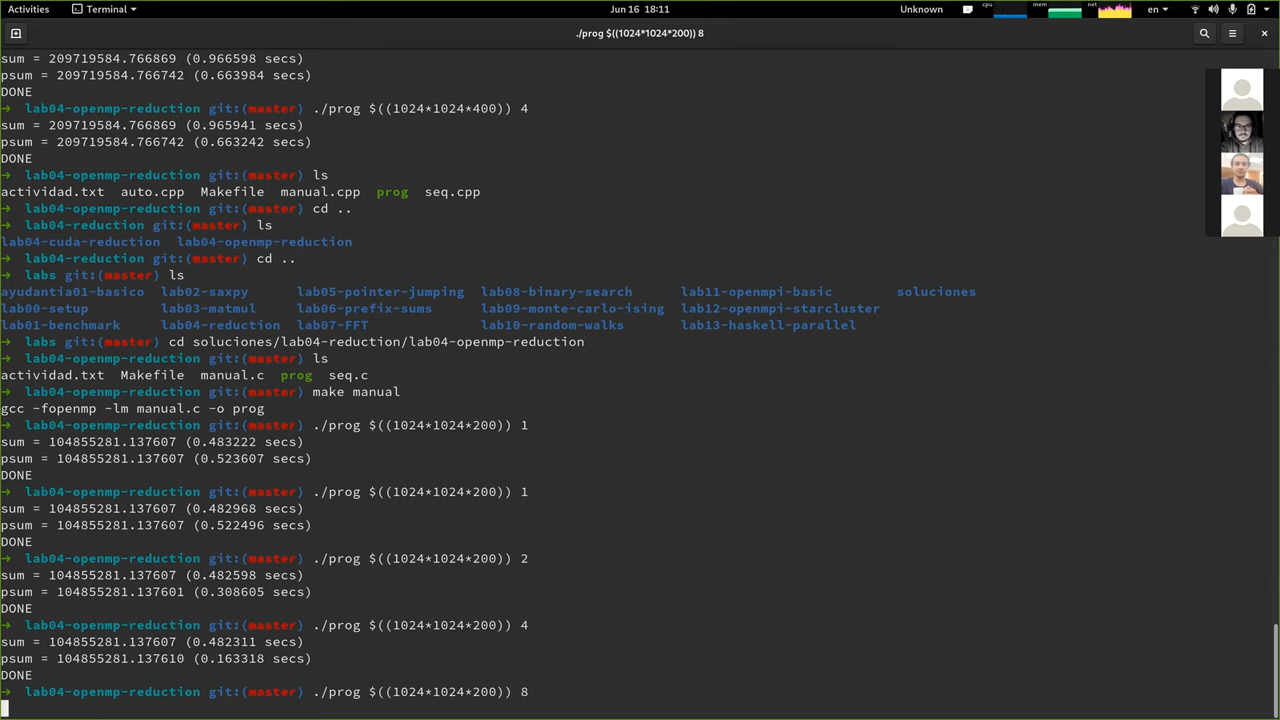 Activities Terminal Jun 16 18:11 Unknown cpu mem net en
./prog $((1024*1024*200)) 8
sum = 209719584.766869 (0.966598 secs)
psum = 209719584.766742 (0.663984 secs)
DONE
→ lab04-openmp-reduction git:(master) ./prog $((1024*1024*400)) 4
sum = 209719584.766869 (0.965941 secs)
psum = 209719584.766742 (0.663242 secs)
DONE
→ lab04-openmp-reduction git:(master) ls
actividad.txt auto.cpp Makefile manual.cpp prog seq.cpp
→ lab04-openmp-reduction git:(master) cd ..
→ lab04-reduction git:(master) ls
lab04-cuda-reduction lab04-openmp-reduction
→ lab04-reduction git:(master) cd ..
→ labs git:(master) ls
ayudantia01-basico lab02-saxpy lab05-pointer-jumping lab08-binary-search lab11-openmpi-basic soluciones
lab00-setup lab03-matmul lab06-prefix-sums lab09-monte-carlo-ising lab12-openmpi-starcluster
lab01-benchmark lab04-reduction lab07-FFT lab10-random-walks lab13-haskell-parallel
→ labs git:(master) cd soluciones/lab04-reduction/lab04-openmp-reduction
→ lab04-openmp-reduction git:(master) ls
actividad.txt Makefile manual.c prog seq.c
→ lab04-openmp-reduction git:(master) make manual
gcc -fopenmp -lm manual.c -o prog
→ lab04-openmp-reduction git:(master) ./prog $((1024*1024*200)) 1
sum = 104855281.137607 (0.483222 secs)
psum = 104855281.137607 (0.523607 secs)
DONE
→ lab04-openmp-reduction git:(master) ./prog $((1024*1024*200)) 1
sum = 104855281.137607 (0.482968 secs)
psum = 104855281.137607 (0.522496 secs)
DONE
→ lab04-openmp-reduction git:(master) ./prog $((1024*1024*200)) 2
sum = 104855281.137607 (0.482598 secs)
psum = 104855281.137601 (0.308605 secs)
DONE
→ lab04-openmp-reduction git:(master) ./prog $((1024*1024*200)) 4
sum = 104855281.137607 (0.482311 secs)
psum = 104855281.137610 (0.163318 secs)
DONE
→ lab04-openmp-reduction git:(master) ./prog $((1024*1024*200)) 8